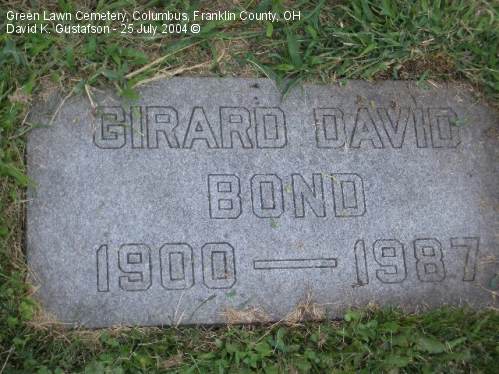 Green Lawn Cemetery, Columbus, Franklin County, OH
David K. Gustafson - 25 July 2004 ©
GIRARD DAVID
BOND
1900 — 1987